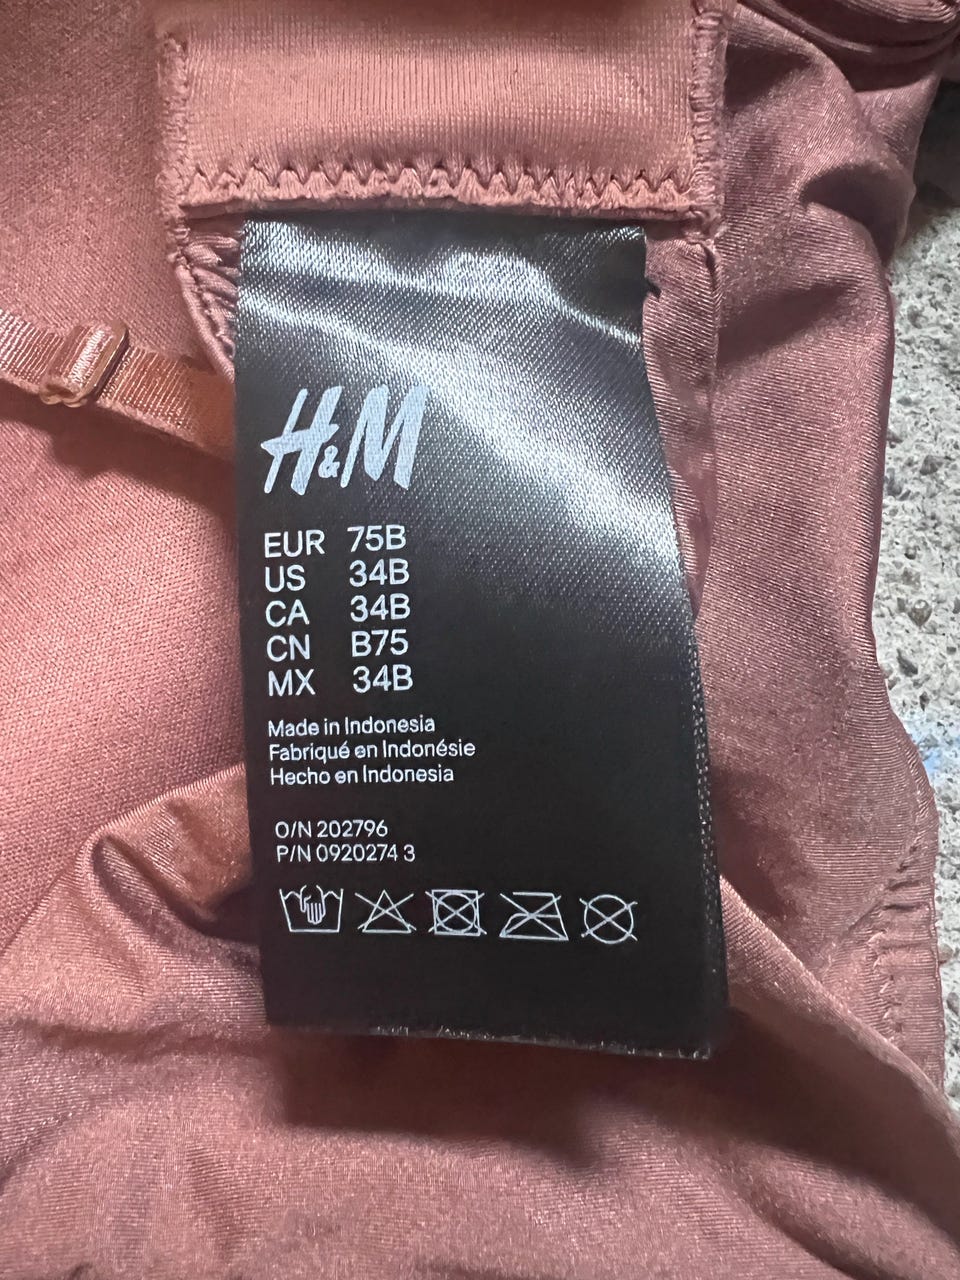 H&M
EUR 75B
US 34B
CA 34B
CN B75
MX 34B
Made in Indonesia
Fabriqué en Indonésie
Hecho en Indonesia
O/N 202796
P/N 0920274 3